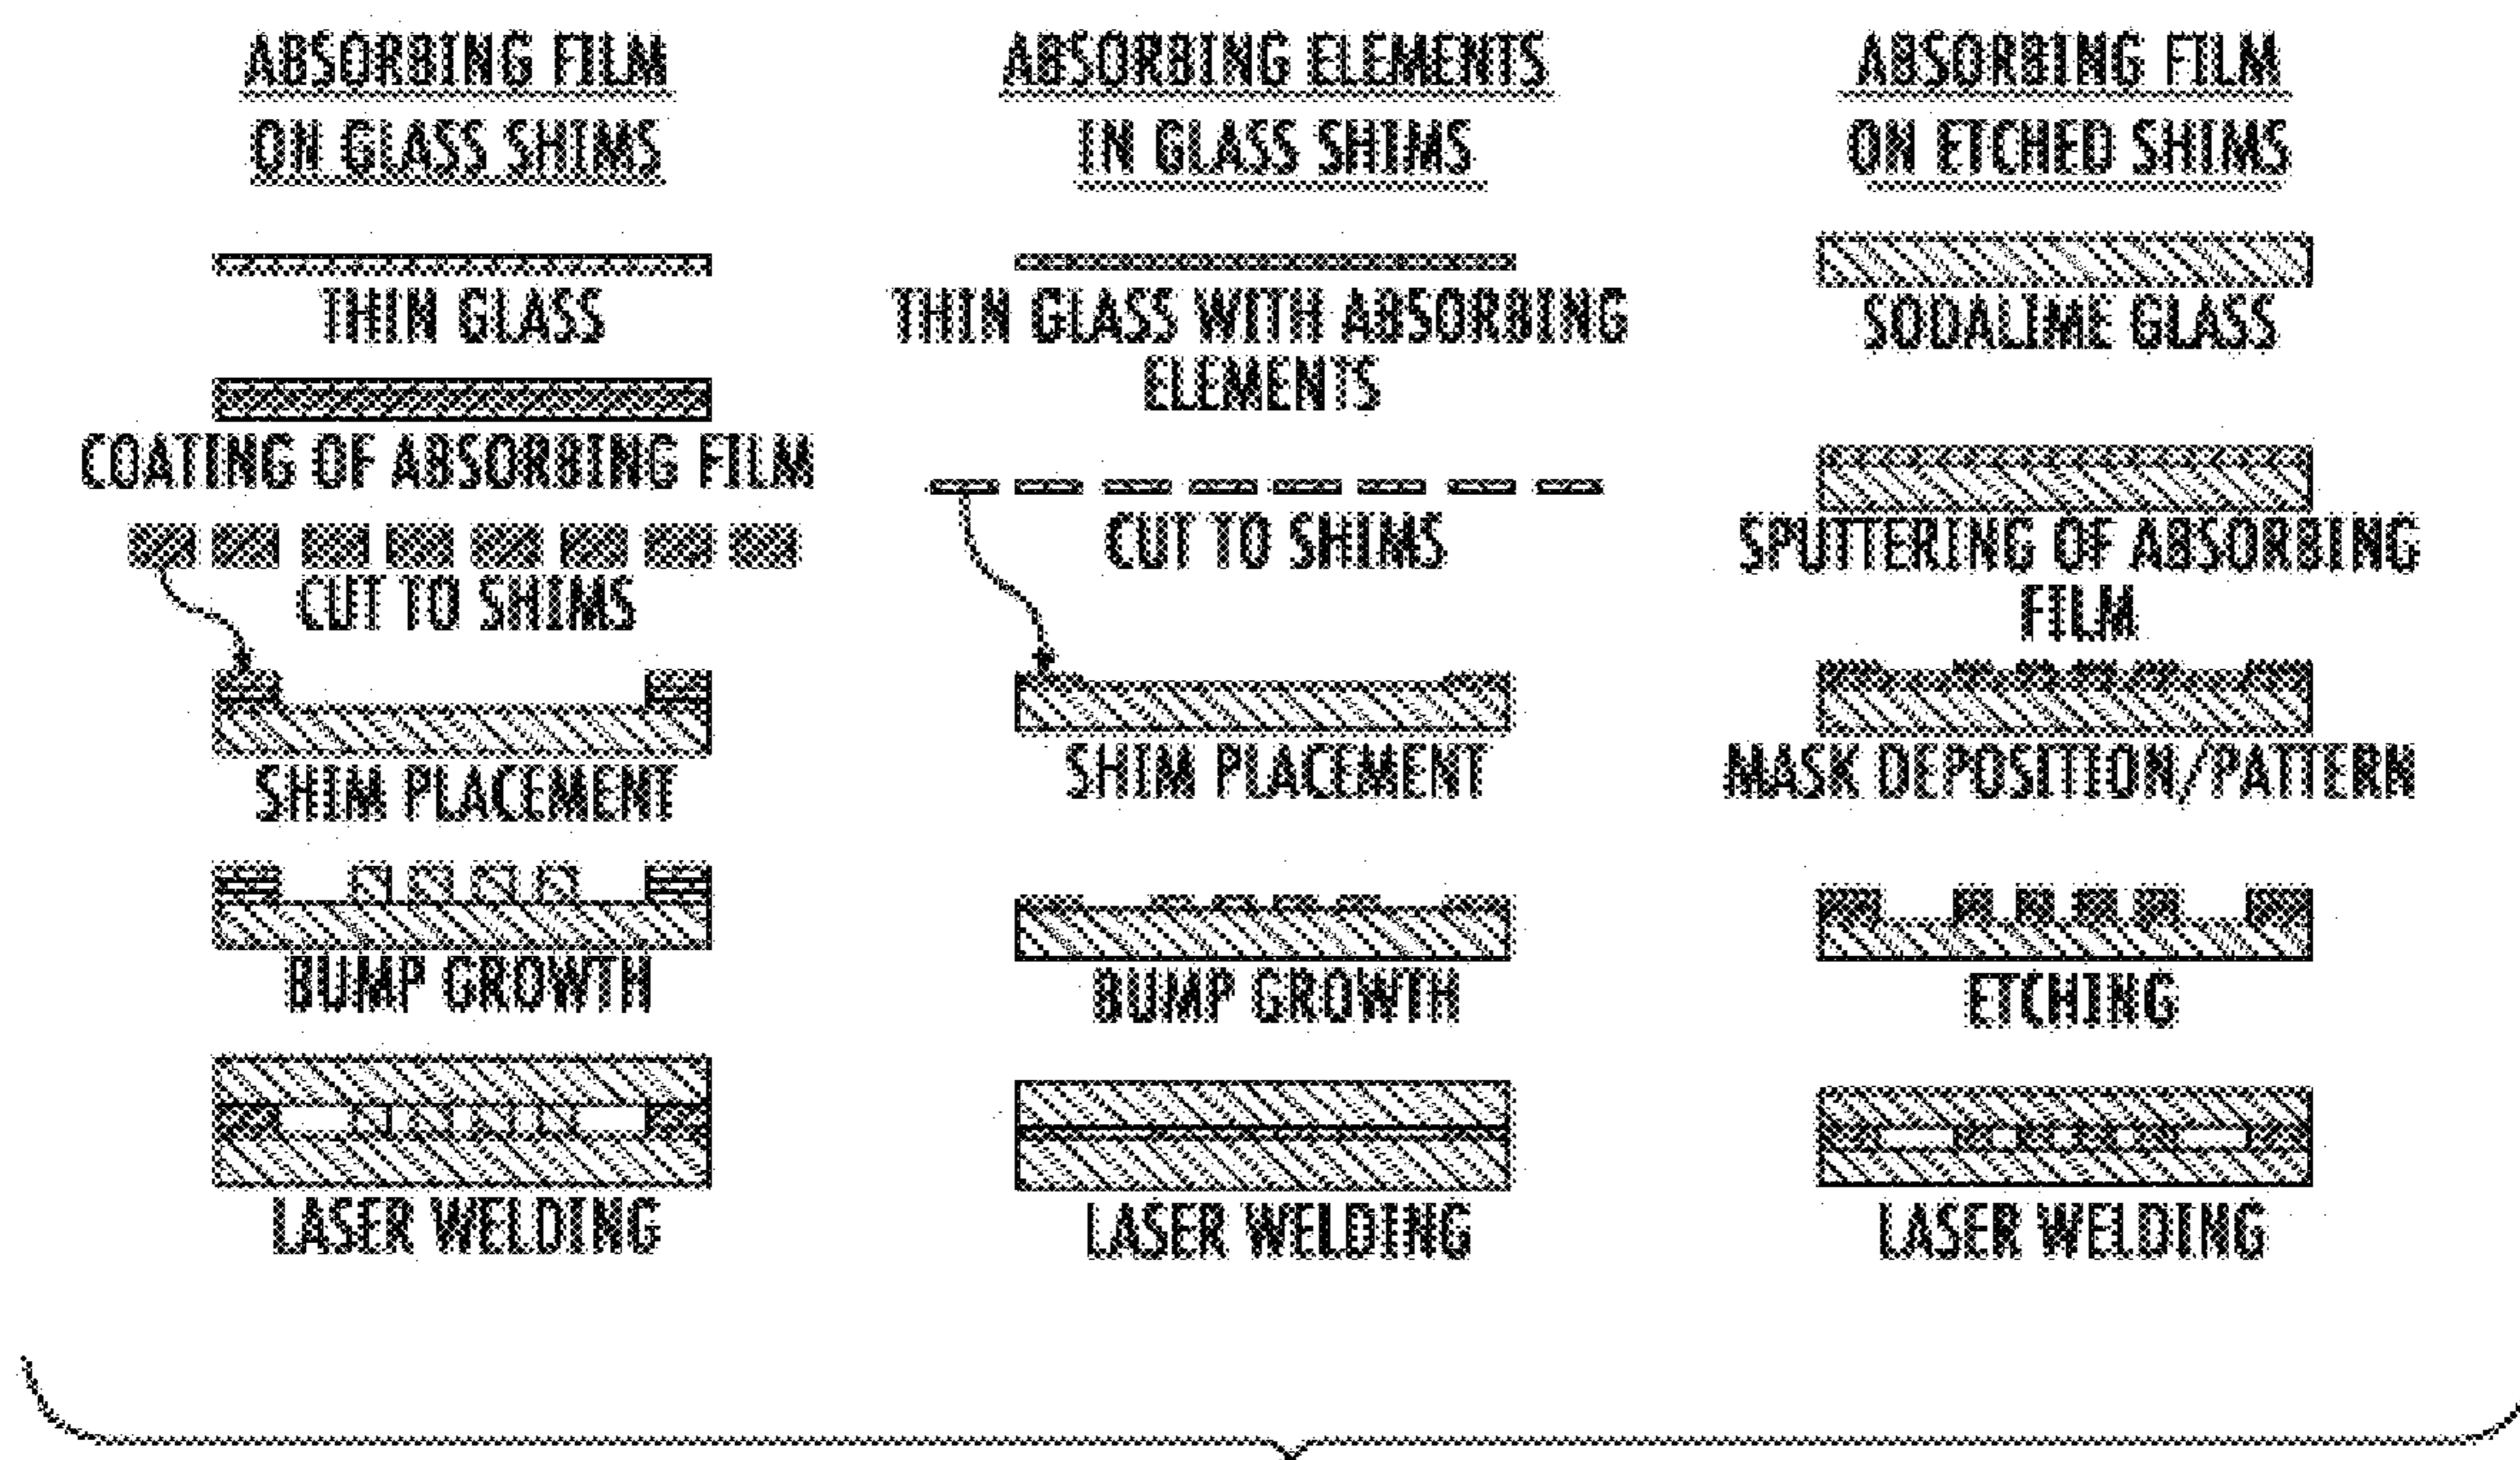 ABSORBING FILM
ON GLASS SHIMS
THIN GLASS
COATING OF ABSORBING FILM
CUT TO SHIMS
SHIM PLACEMENT
BUMP GROWTH
LASER WELDING
ABSORBING ELEMENTS
IN GLASS SHIMS
THIN GLASS WITH ABSORBING
ELEMENTS
CUT TO SHIMS
SHIM PLACEMENT
BUMP GROWTH
LASER WELDING
ABSORBING FILM
ON ETCHED SHIMS
SODALIME GLASS
SPUTTERING OF ABSORBING
FILM
MASK DEPOSITION/PATTERN
ETCHING
LASER WELDING